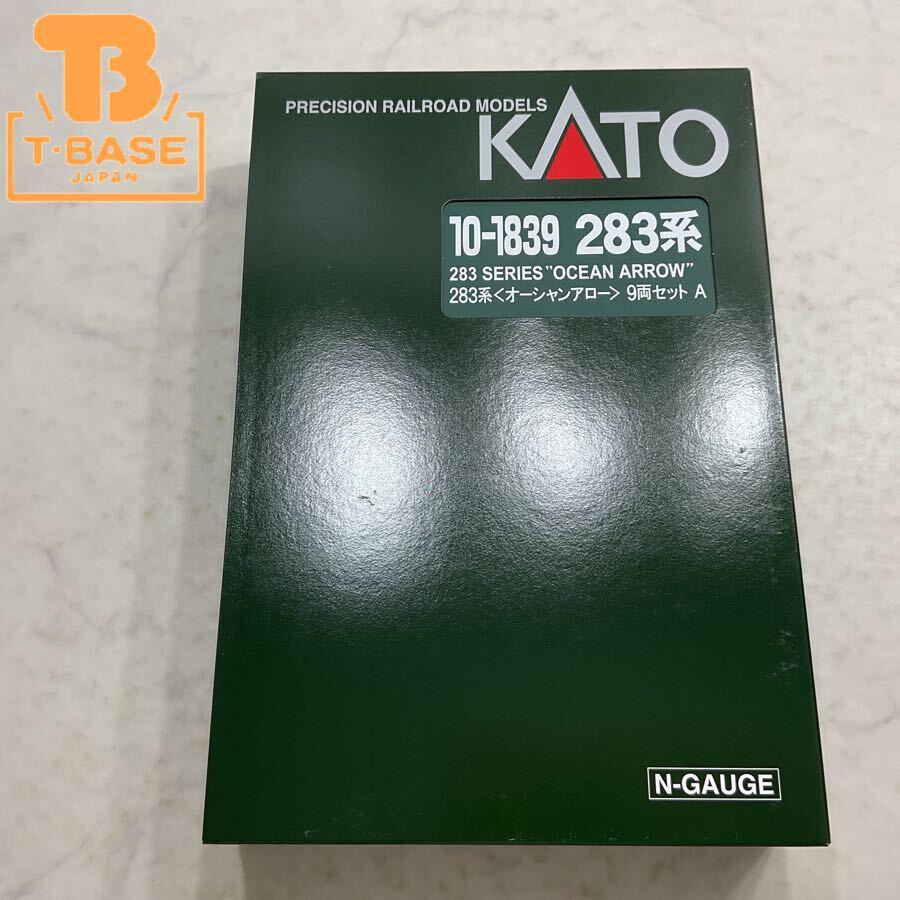 B
T·BASE
JAPAN
PRECISION RAILROAD MODELS
KATO
10-1839 283系
283 SERIES "OCEAN ARROW"
283系<オーシャンアロー> 9両セット A
N-GAUGE